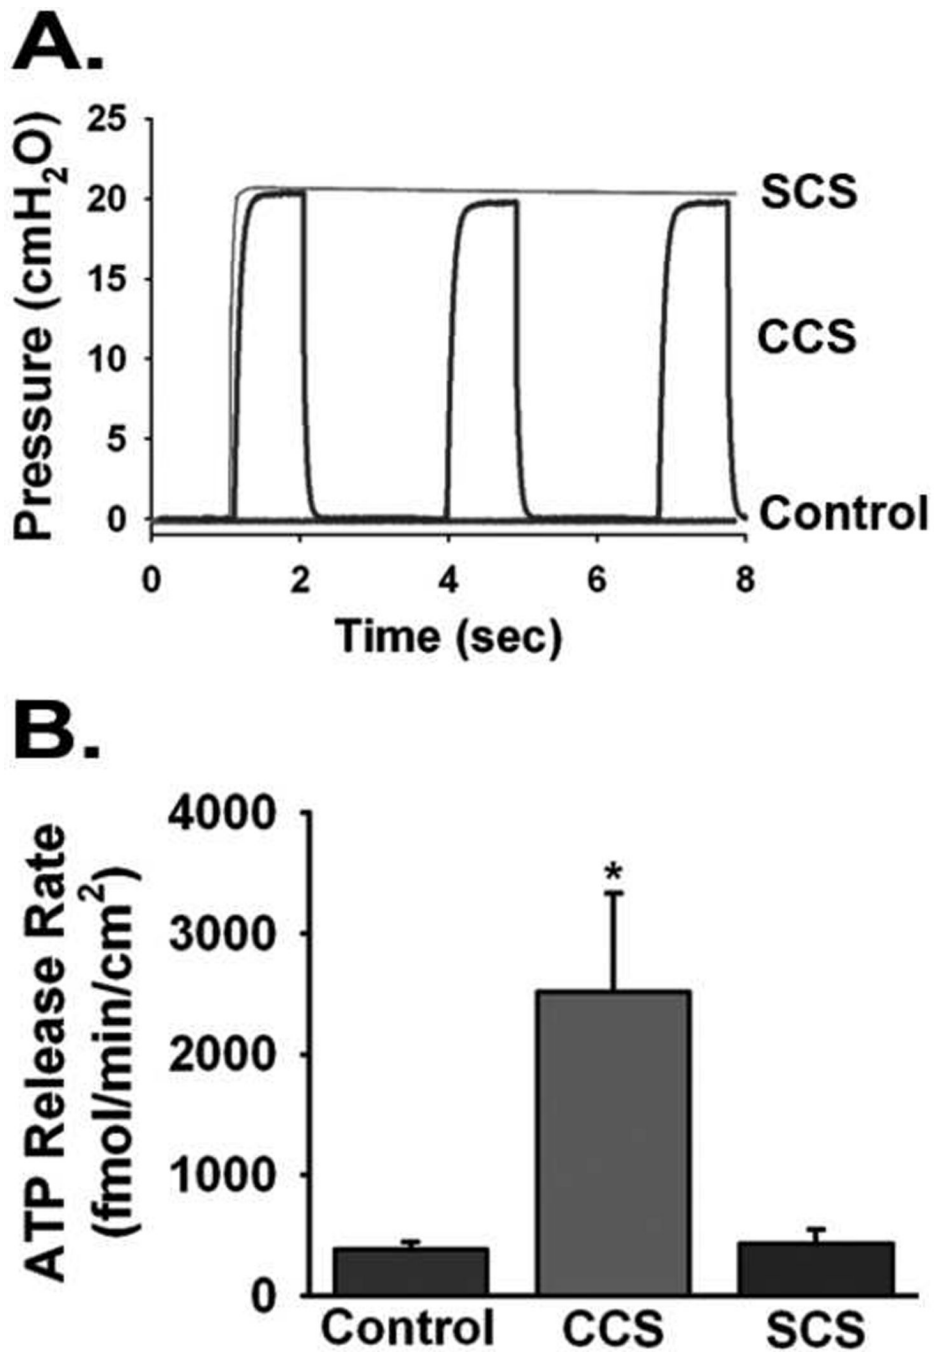 A.
Pressure (cmH₂O)
25
20
15
10
5
0
SCS
CCS
Control
0 2 4 6 8
Time (sec)
B.
ATP Release Rate
(fmol/min/cm²)
4000
3000
2000
1000
0
*
Control CCS SCS